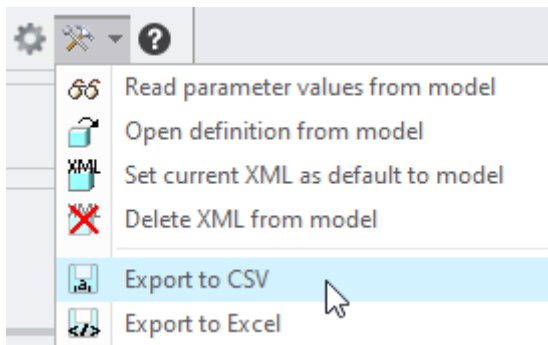 Read parameter values from model
Open definition from model
XML Set current XML as default to model
Delete XML from model
,a, Export to CSV
</> Export to Excel